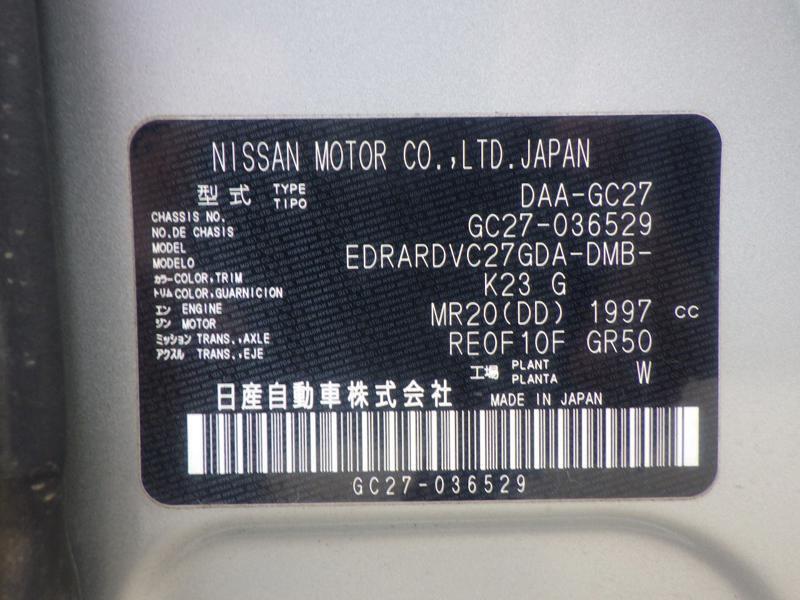 NISSAN MOTOR CO.,LTD.JAPAN
型式 TYPE TIPO DAA-GC27
CHASSIS NO.
NO.DE CHASIS GC27-036529
MODEL
MODELO EDRARDVC27GDA-DMB-
カラー COLOR,TRIM
トリム COLOR,GUARNICION K23 G
エン ENGINE
ジン MOTOR MR20(DD) 1997 cc
ミッション TRANS.,AXLE
アクスル TRANS.,EJE RE0F10F GR50
工場 PLANT PLANTA W
日産自動車株式会社 MADE IN JAPAN
GC27-036529